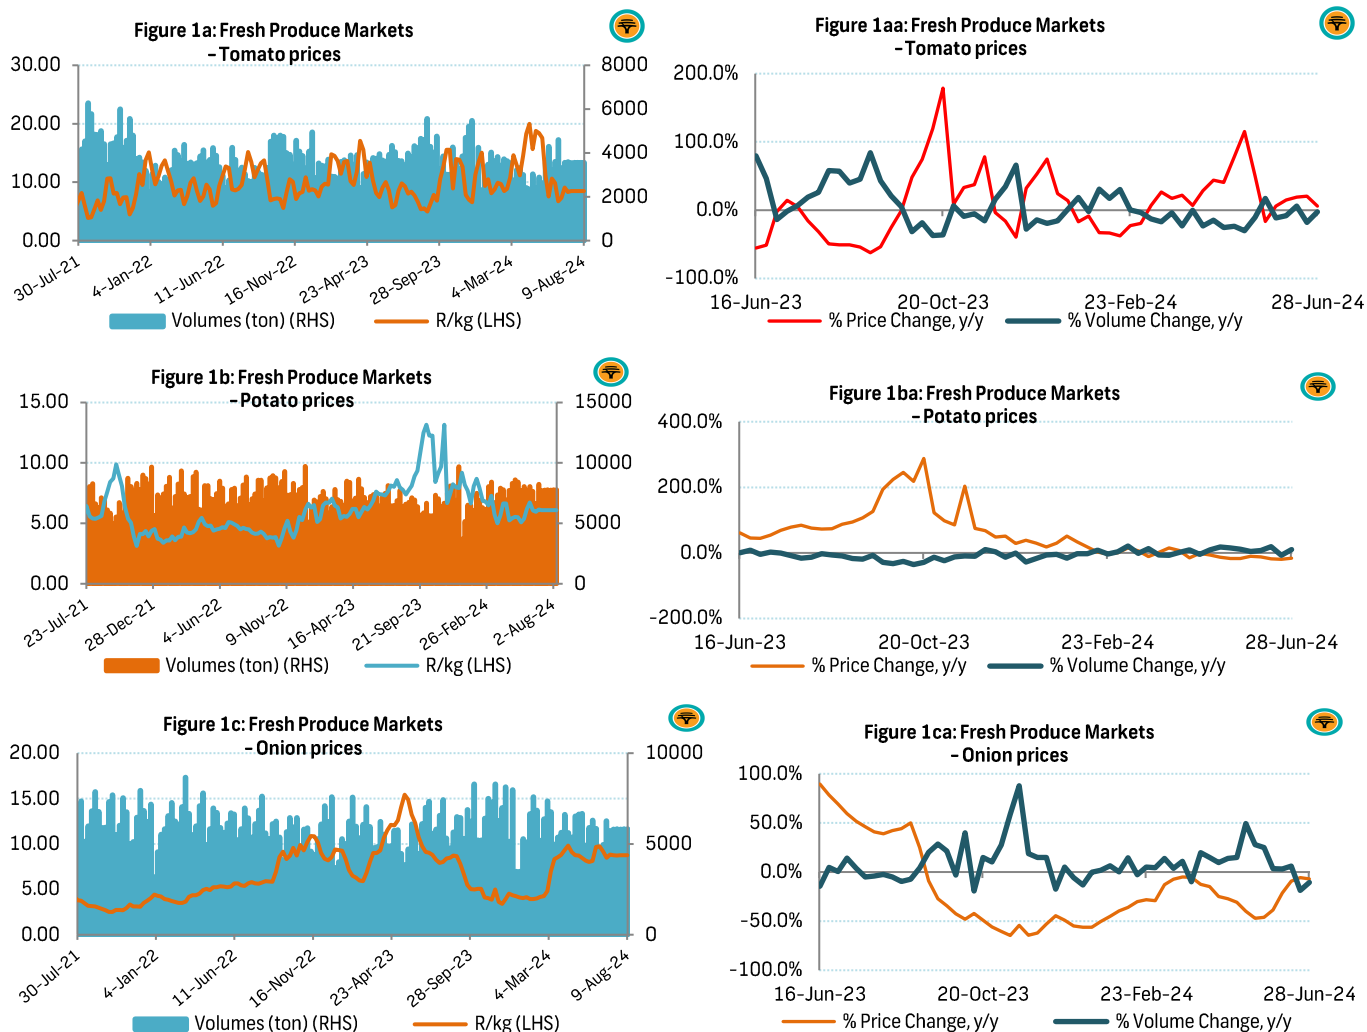 Figure 1a: Fresh Produce Markets
– Tomato prices
30.00
20.00
10.00
0.00
8000
6000
4000
2000
0
30-Jul-21
4-Jan-22
11-Jun-22
16-Nov-22
23-Apr-23
28-Sep-23
4-Mar-24
9-Aug-24
Volumes (ton) (RHS)
R/kg (LHS)
Figure 1aa: Fresh Produce Markets
– Tomato prices
200.0%
100.0%
0.0%
-100.0%
16-Jun-23
20-Oct-23
23-Feb-24
28-Jun-24
% Price Change, y/y
% Volume Change, y/y
Figure 1b: Fresh Produce Markets
– Potato prices
15.00
10.00
5.00
0.00
15000
10000
5000
0
23-Jul-21
28-Dec-21
4-Jun-22
9-Nov-22
16-Apr-23
21-Sep-23
26-Feb-24
2-Aug-24
Volumes (ton) (RHS)
R/kg (LHS)
Figure 1ba: Fresh Produce Markets
– Potato prices
400.0%
200.0%
0.0%
-200.0%
16-Jun-23
20-Oct-23
23-Feb-24
28-Jun-24
% Price Change, y/y
% Volume Change, y/y
Figure 1c: Fresh Produce Markets
– Onion prices
20.00
15.00
10.00
5.00
0.00
10000
5000
0
30-Jul-21
4-Jan-22
11-Jun-22
16-Nov-22
23-Apr-23
28-Sep-23
4-Mar-24
9-Aug-24
Volumes (ton) (RHS)
R/kg (LHS)
Figure 1ca: Fresh Produce Markets
– Onion prices
100.0%
50.0%
0.0%
-50.0%
-100.0%
16-Jun-23
20-Oct-23
23-Feb-24
28-Jun-24
% Price Change, y/y
% Volume Change, y/y